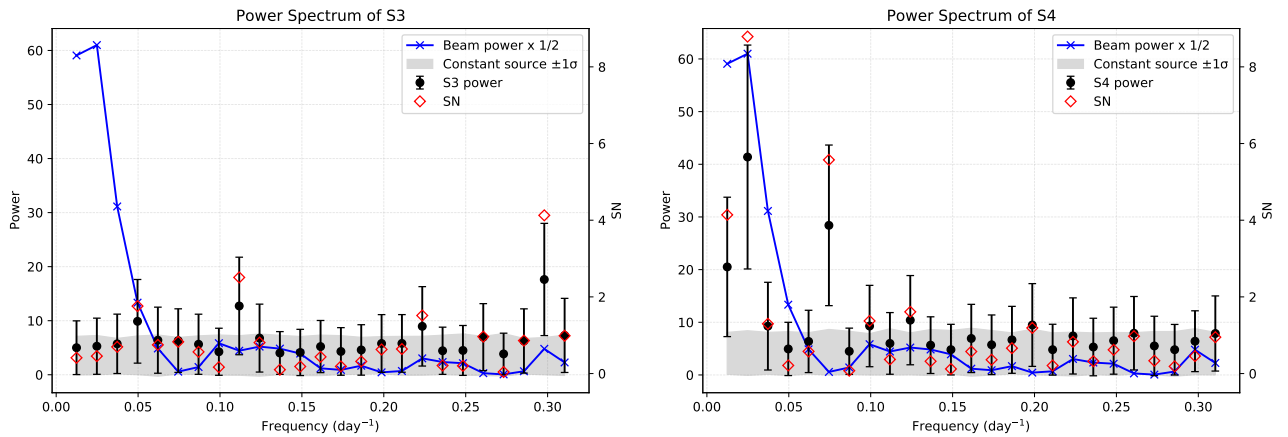 Power Spectrum of S3
Beam power x 1/2
Constant source ±1σ
S3 power
SN
60
50
40
30
20
10
0
Power
8
6
4
2
0
SN
0.00 0.05 0.10 0.15 0.20 0.25 0.30
Frequency (day⁻¹)
Power Spectrum of S4
Beam power x 1/2
Constant source ±1σ
S4 power
SN
60
50
40
30
20
10
0
Power
8
6
4
2
0
SN
0.00 0.05 0.10 0.15 0.20 0.25 0.30
Frequency (day⁻¹)